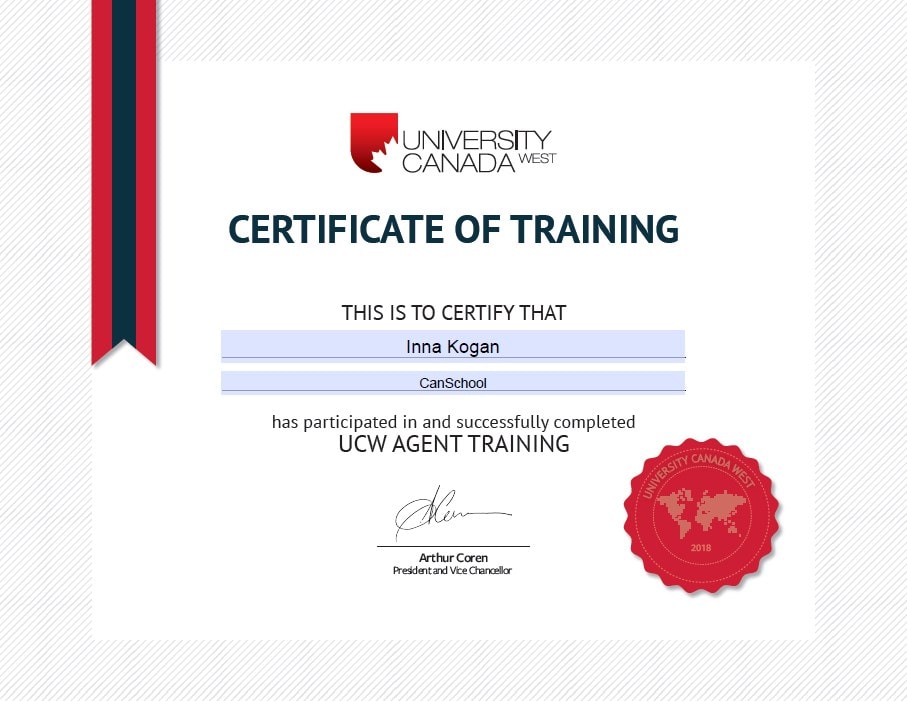 UNIVERSITY
CANADA WEST
CERTIFICATE OF TRAINING
THIS IS TO CERTIFY THAT
Inna Kogan
CanSchool
has participated in and successfully completed
UCW AGENT TRAINING
Arthur Coren
President and Vice Chancellor
UNIVERSITY CANADA WEST
2018